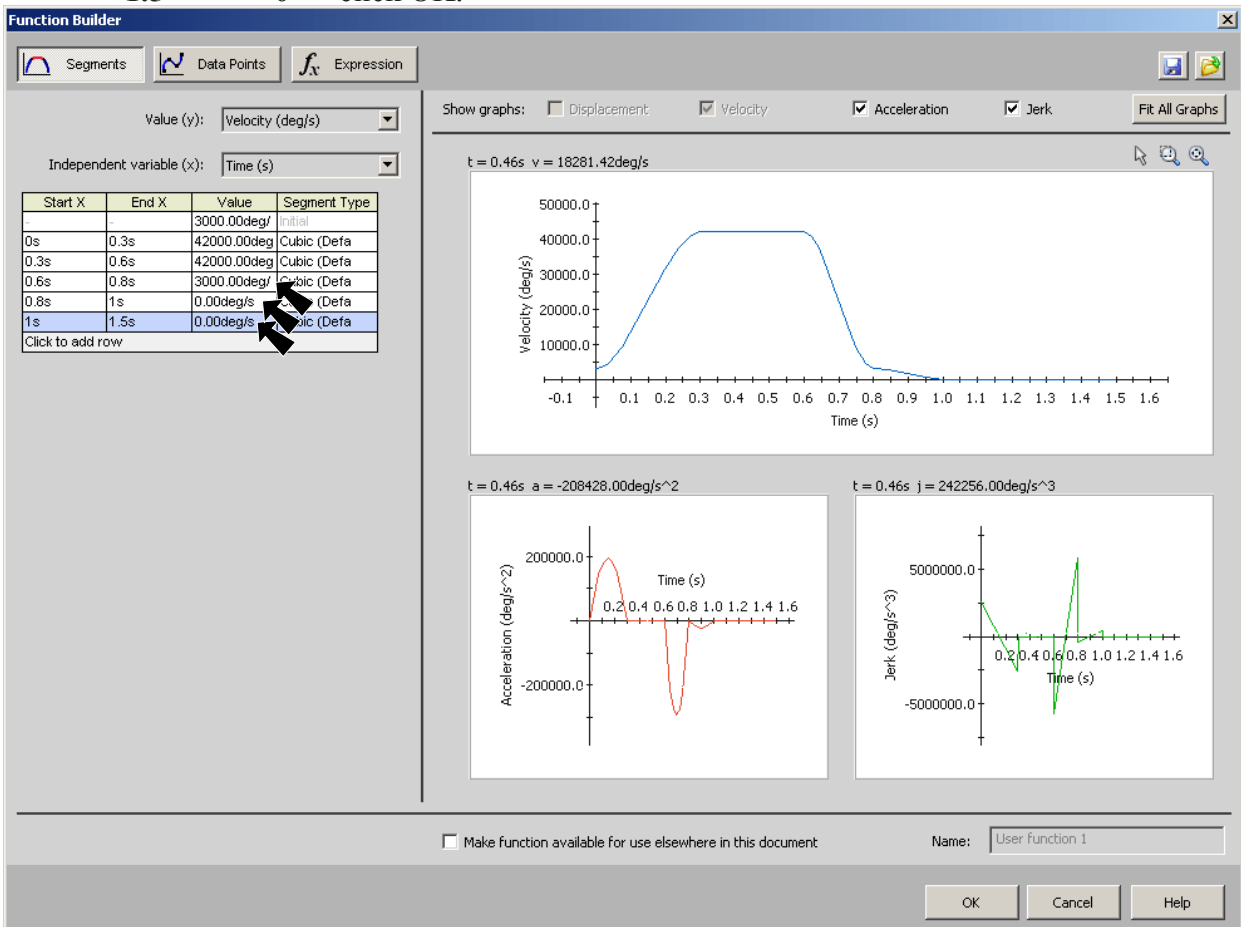 Function Builder
Segments Data Points fx Expression
Value (y): Velocity (deg/s)
Independent variable (x): Time (s)
Start X End X Value Segment Type
- - 3000.00deg/ Initial
0s 0.3s 42000.00deg Cubic (Defa
0.3s 0.6s 42000.00deg Cubic (Defa
0.6s 0.8s 3000.00deg/ Cubic (Defa
0.8s 1s 0.00deg/s (Defa
1s 1.5s 0.00deg/s (Defa
Click to add row
Show graphs: Displacement Velocity Acceleration Jerk Fit All Graphs
t = 0.46s v = 18281.42deg/s
Velocity (deg/s)
50000.0
40000.0
30000.0
20000.0
10000.0
-0.1 0.1 0.2 0.3 0.4 0.5 0.6 0.7 0.8 0.9 1.0 1.1 1.2 1.3 1.4 1.5 1.6
Time (s)
t = 0.46s a = -208428.00deg/s^2
Acceleration (deg/s^2)
200000.0
Time (s)
0.2 0.4 0.6 0.8 1.0 1.2 1.4 1.6
-200000.0
t = 0.46s j = 242256.00deg/s^3
Jerk (deg/s^3)
5000000.0
0.2 0.4 0.6 0.8 1.0 1.2 1.4 1.6
Time (s)
-5000000.0
Make function available for use elsewhere in this document Name: User function 1
OK Cancel Help